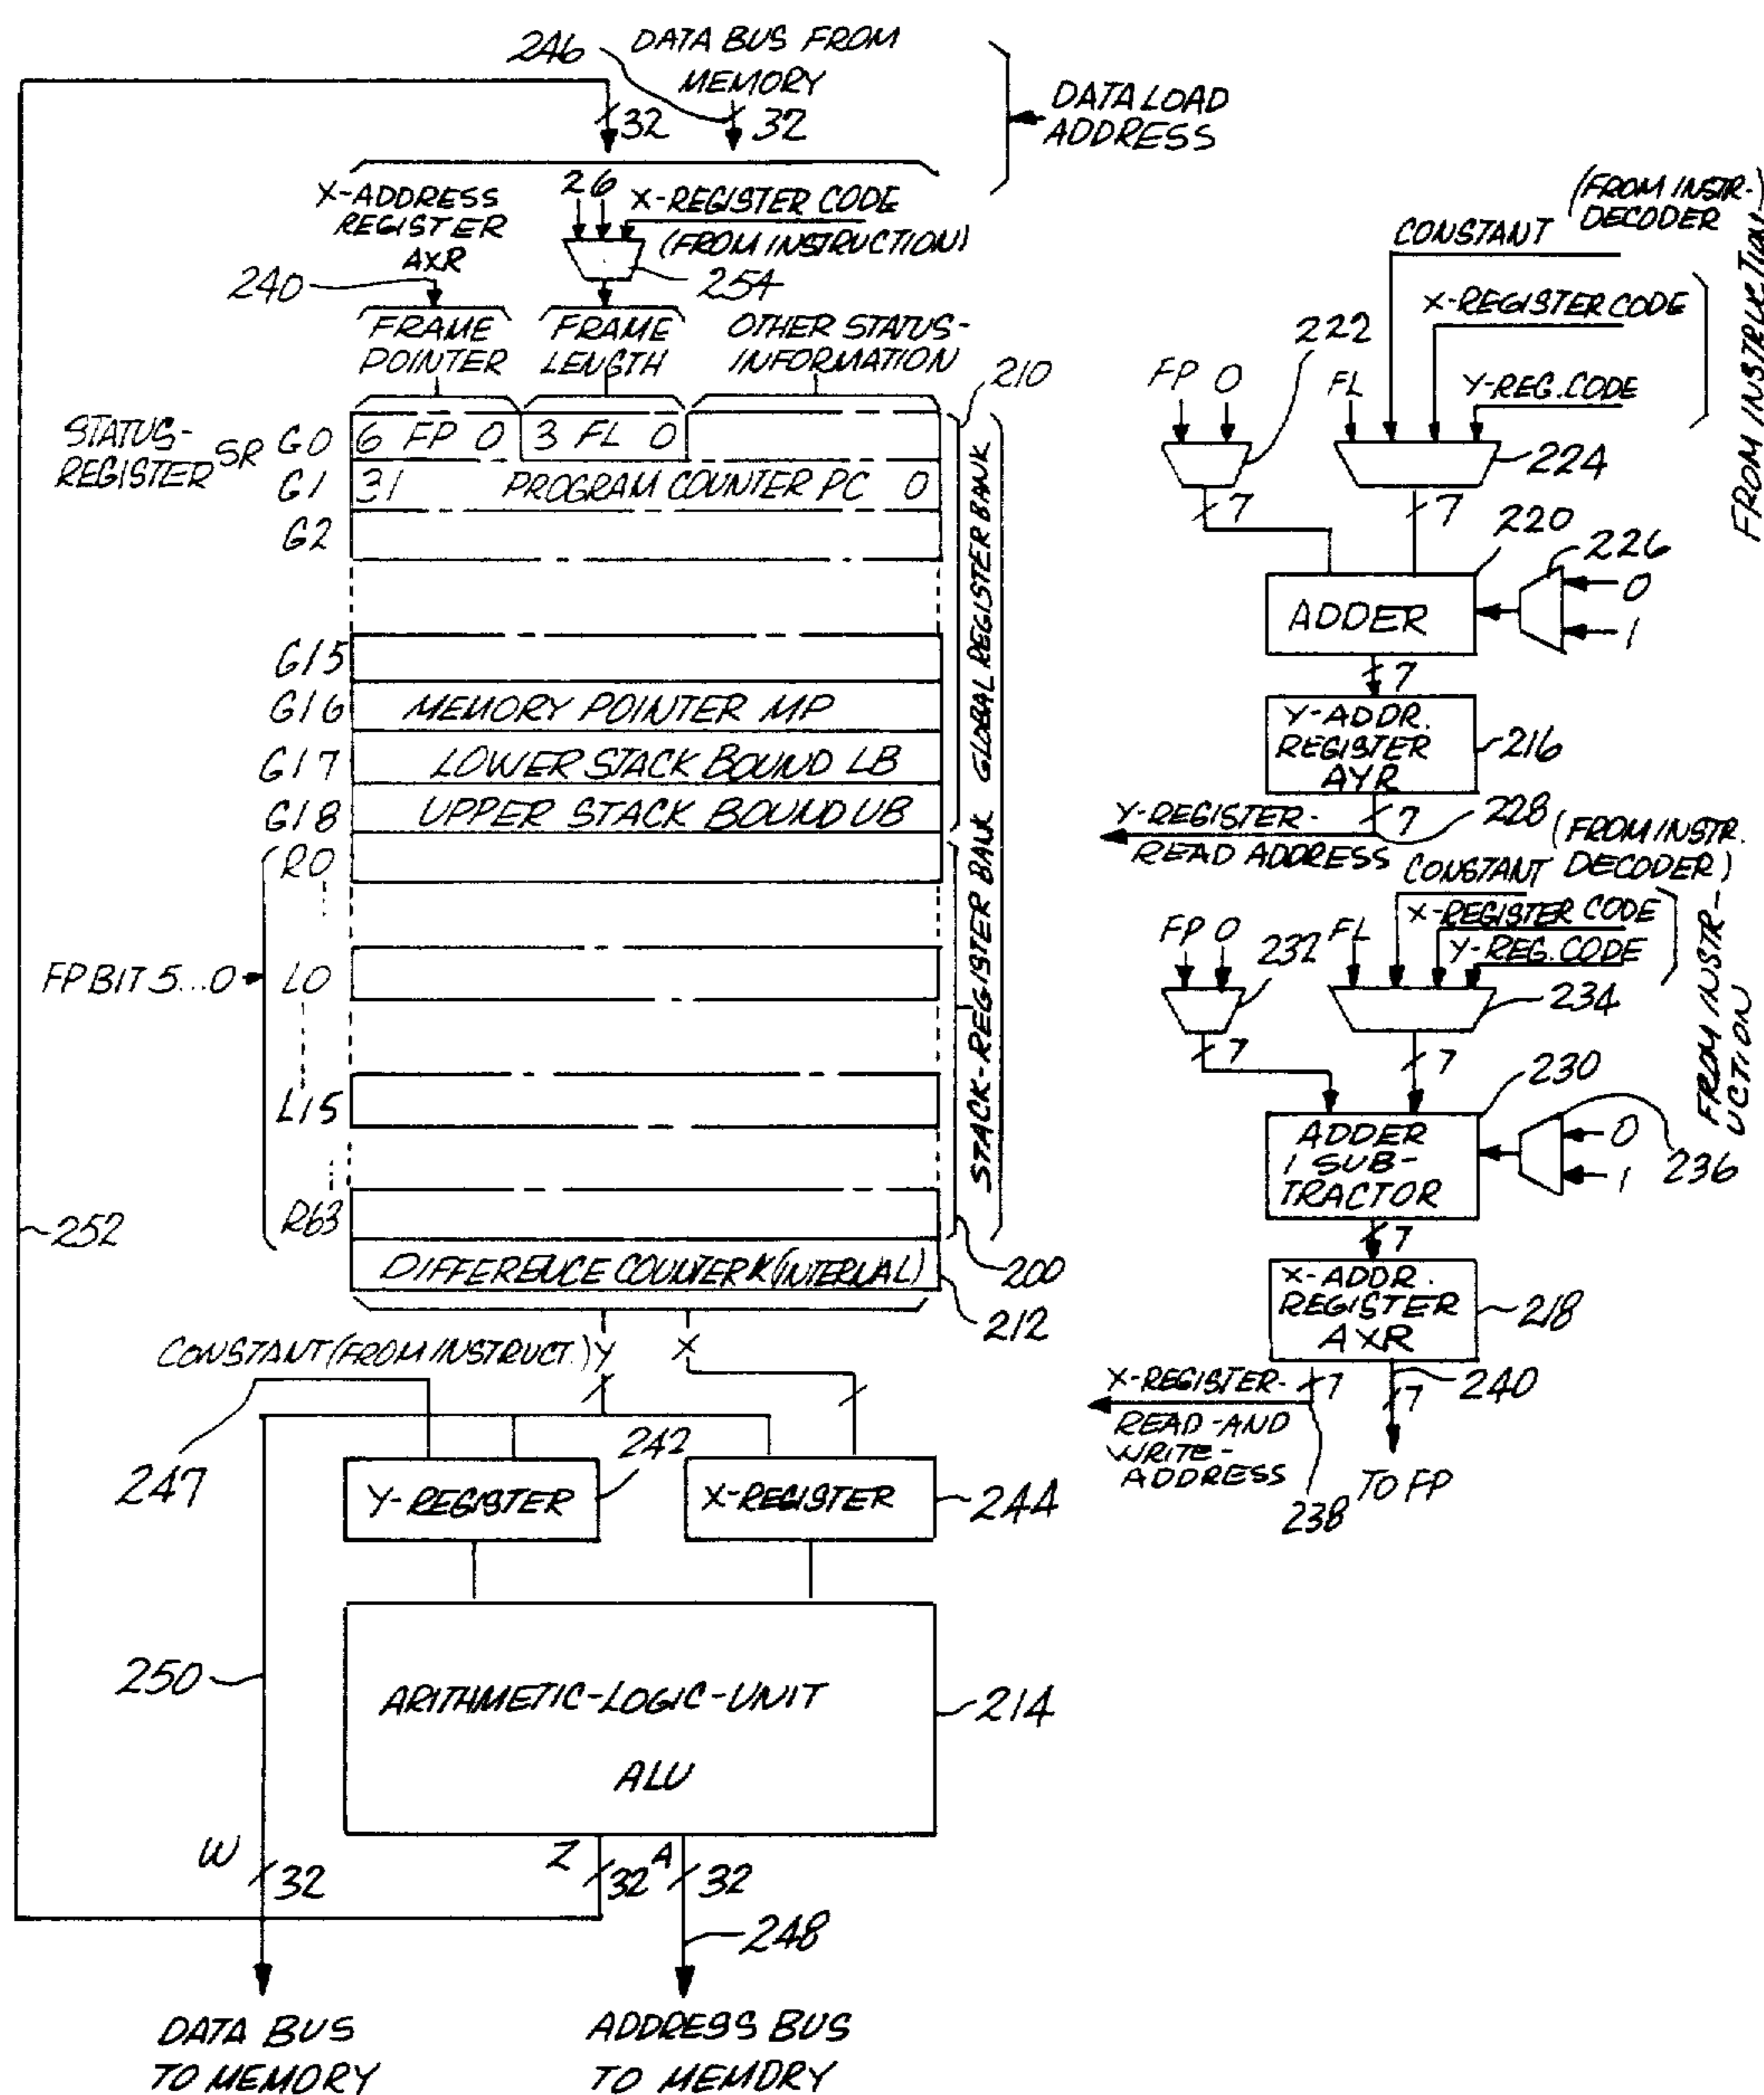 246
DATA BUS FROM
MEMORY
32
32
DATA LOAD
ADDRESS
X-ADDRESS
REGISTER
AXR
2 6
X-REGISTER CODE
(FROM INSTRUCTION)
240
254
FRAME
POINTER
FRAME
LENGTH
OTHER STATUS-
INFORMATION
210
STATUS-
REGISTER
SR
G0
6 FP 0
3 FL 0
G1
31 PROGRAM COUNTER PC 0
G2
G15
G16
MEMORY POINTER MP
G17
LOWER STACK BOUND LB
G18
UPPER STACK BOUND UB
GLOBAL REGISTER BANK
R0
FP BIT 5...0
L0
L15
R63
STACK-REGISTER BANK
252
DIFFERENCE COUNTER K (INTERNAL)
200
212
CONSTANT (FROM INSTRUCT.)
Y
X
247
242
Y-REGISTER
X-REGISTER
244
250
ARITHMETIC-LOGIC-UNIT
ALU
214
W
32
Z
32
A
32
248
DATA BUS
TO MEMORY
ADDRESS BUS
TO MEMORY
(FROM INSTR-)
DECODER
CONSTANT
X-REGISTER CODE
Y-REG. CODE
FROM INSTRUCTION
222
FP 0
FL
224
7
7
220
226
ADDER
0
1
7
Y-ADDR.
REGISTER
AYR
216
7
228
Y-REGISTER-
READ ADDRESS
(FROM INSTR.
DECODER)
CONSTANT
X-REGISTER CODE
Y-REG. CODE
FROM INSTR-
UCTION
FP 0
232
FL
234
7
7
230
ADDER
/ SUB-
TRACTOR
0
1
236
7
X-ADDR.
REGISTER
AXR
218
X-REGISTER-
READ-AND
WRITE-
ADDRESS
7
7
240
238
TO FP